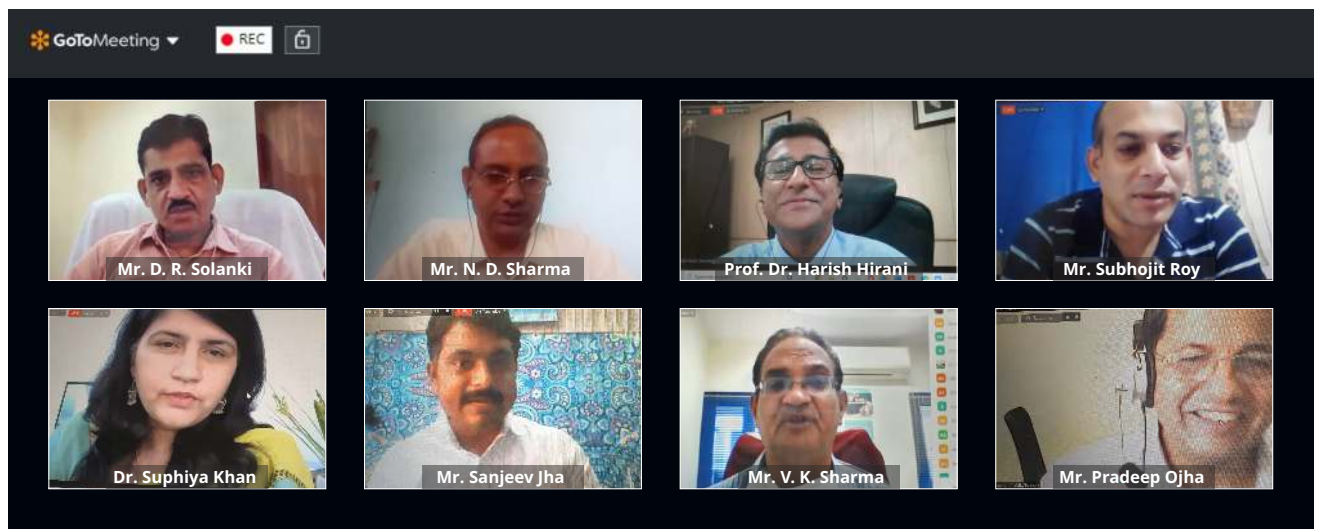 GoToMeeting
REC
Mr. D. R. Solanki
Mr. N. D. Sharma
Prof. Dr. Harish Hirani
Mr. Subhojit Roy
Dr. Suphiya Khan
Mr. Sanjeev Jha
Mr. V. K. Sharma
Mr. Pradeep Ojha